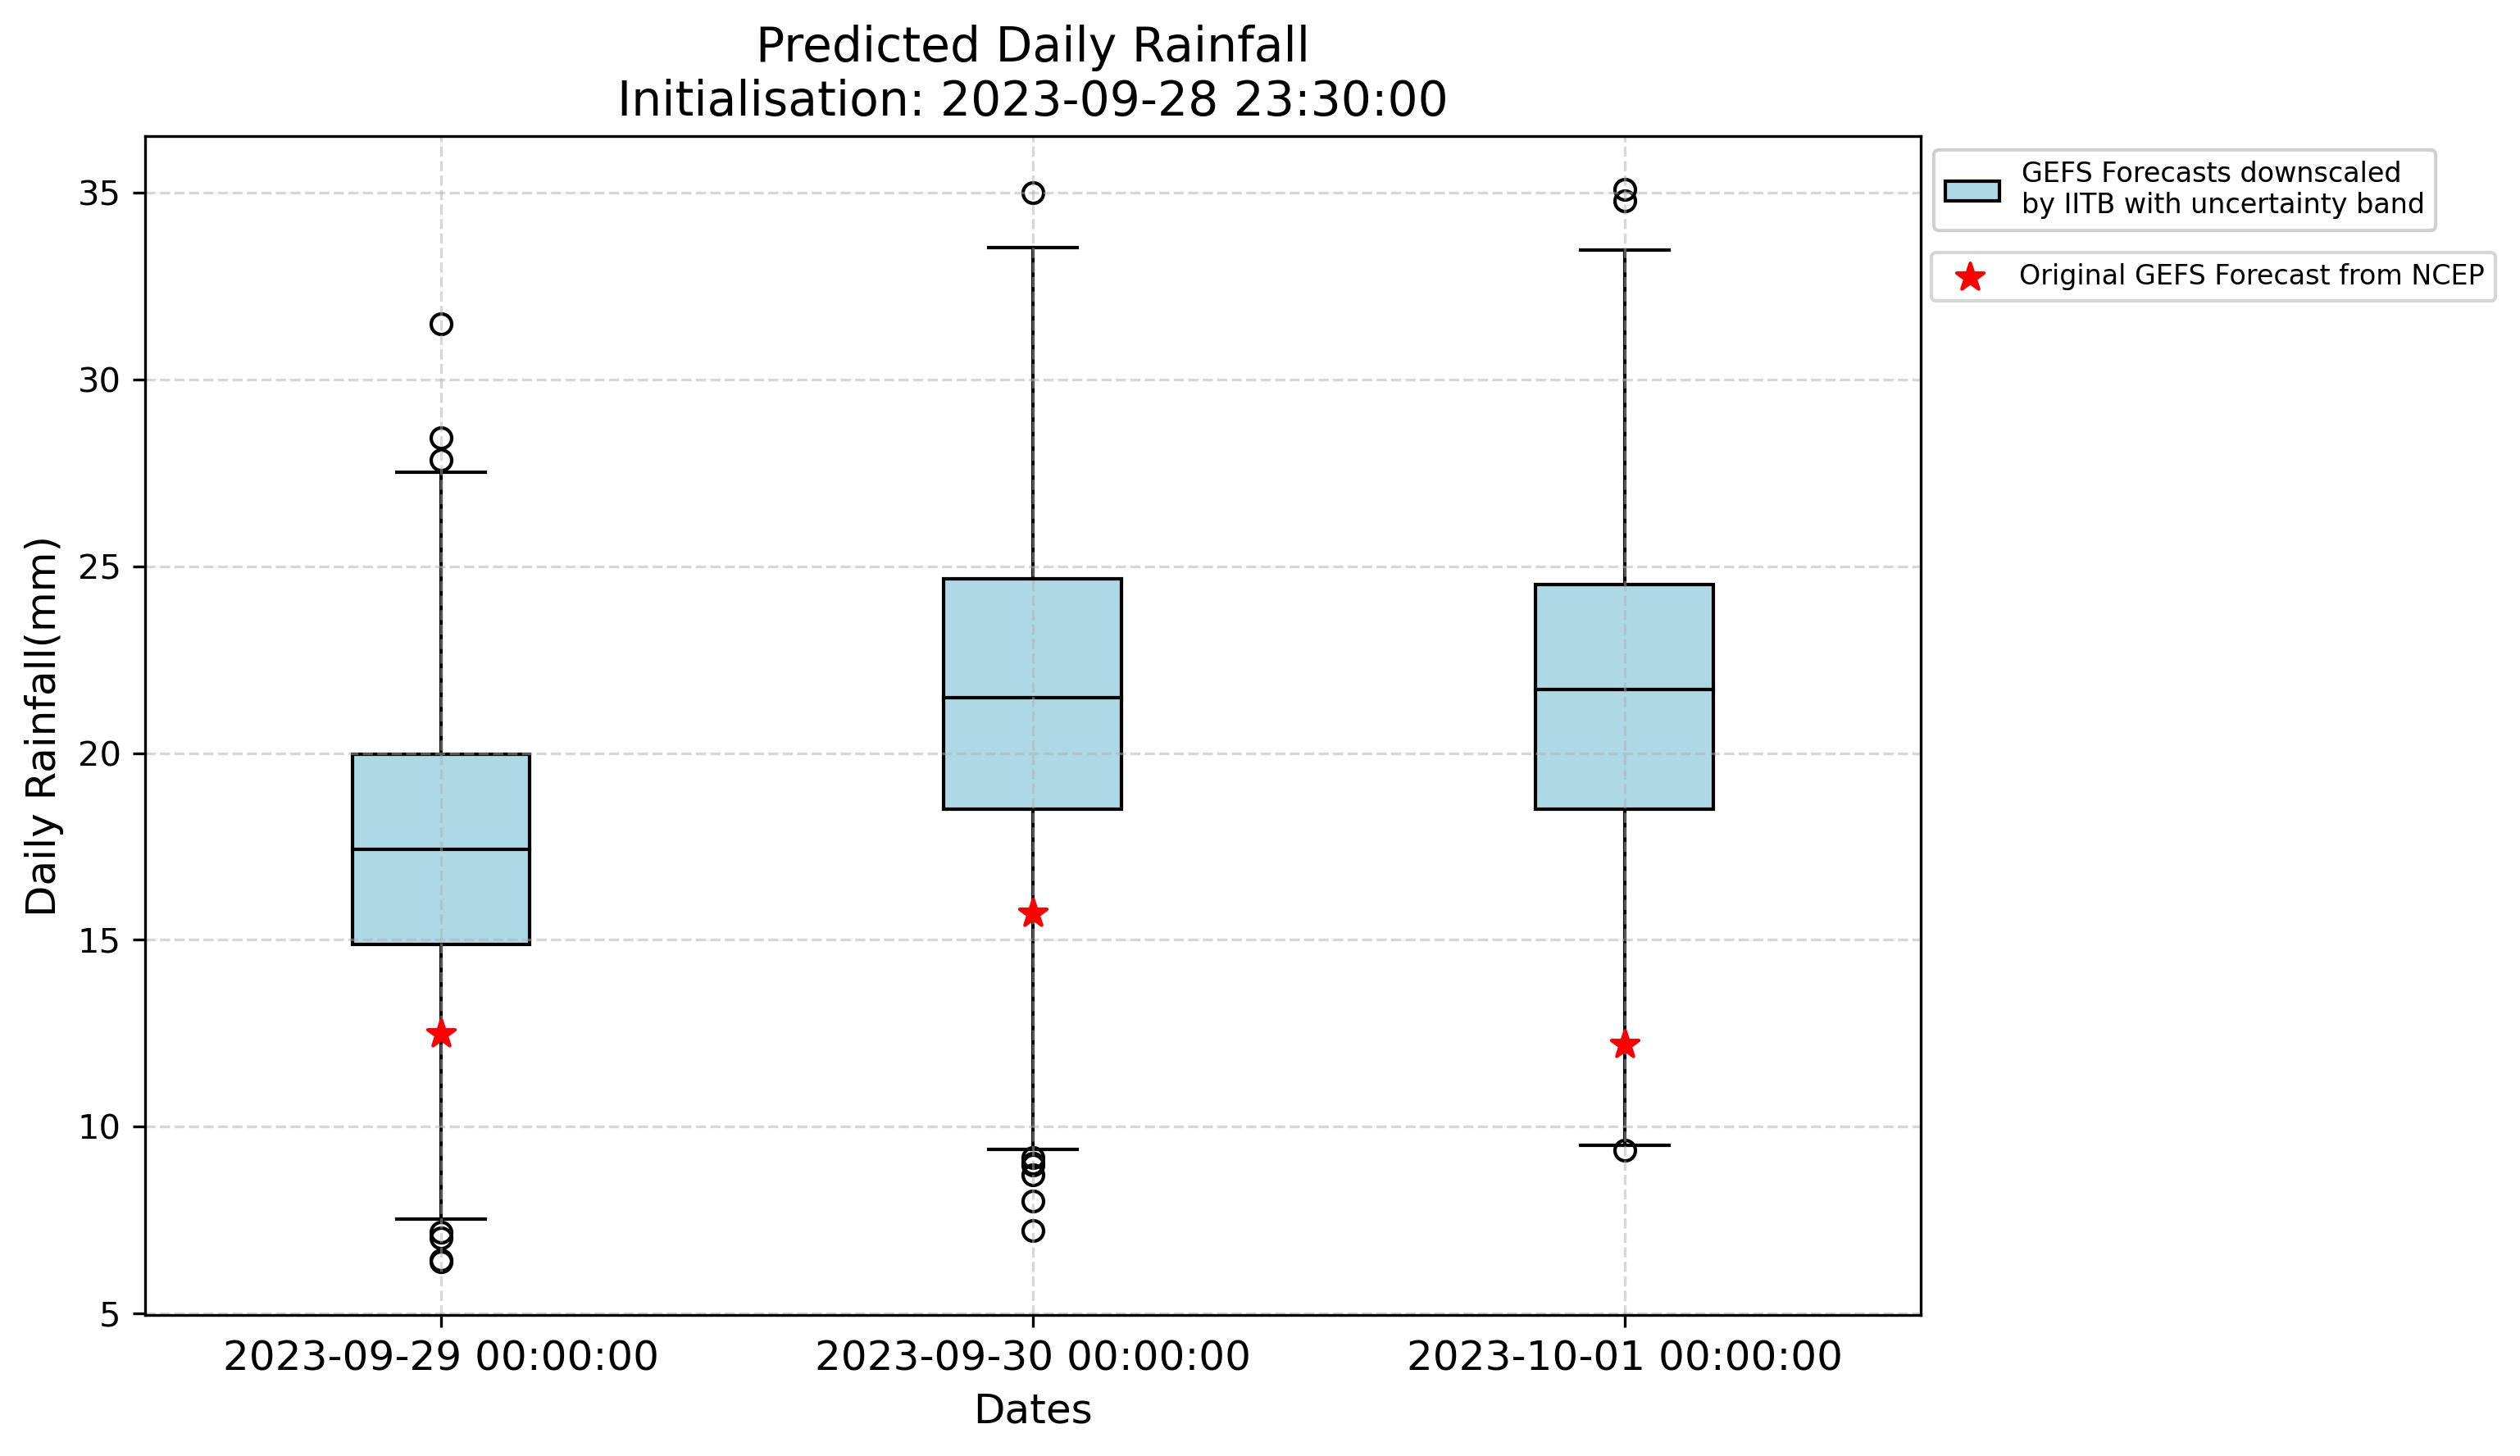 Predicted Daily Rainfall
Initialisation: 2023-09-28 23:30:00
GEFS Forecasts downscaled
by IITB with uncertainty band
Original GEFS Forecast from NCEP
Daily Rainfall(mm)
35
30
25
20
15
10
5
2023-09-29 00:00:00
2023-09-30 00:00:00
2023-10-01 00:00:00
Dates